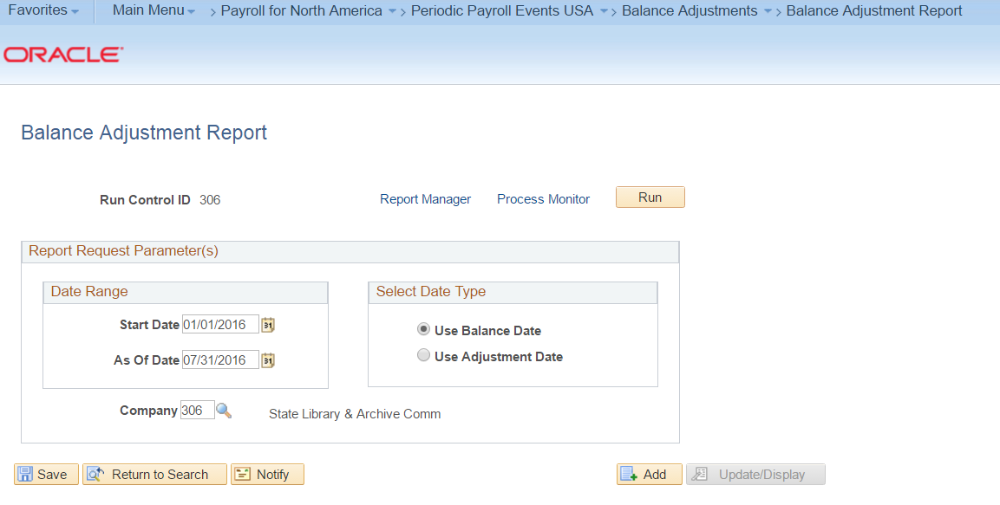 Favorites Main Menu > Payroll for North America > Periodic Payroll Events USA > Balance Adjustments > Balance Adjustment Report
ORACLE
Balance Adjustment Report
Run Control ID 306 Report Manager Process Monitor Run
Report Request Parameter(s)
Date Range Select Date Type
Start Date 01/01/2016 31 Use Balance Date
As Of Date 07/31/2016 31 Use Adjustment Date
Company 306 State Library & Archive Comm
Save Return to Search Notify Add Update/Display